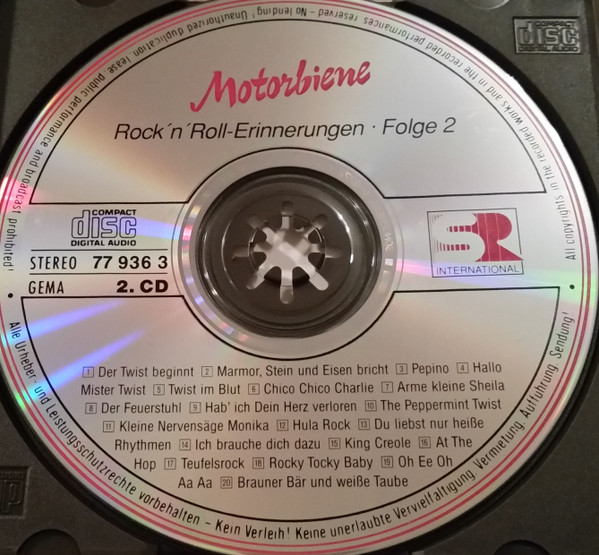 COMPACT
disc
DIGITAL AUDIO
Motorbiene
Rock´n´Roll-Erinnerungen · Folge 2
COMPACT
disc
DIGITAL AUDIO
STEREO 77 936 3
GEMA 2. CD
SR
INTERNATIONAL
1 Der Twist beginnt 2 Marmor, Stein und Eisen bricht 3 Pepino 4 Hallo
Mister Twist 5 Twist im Blut 6 Chico Chico Charlie 7 Arme kleine Sheila
8 Der Feuerstuhl 9 Hab' ich Dein Herz verloren 10 The Peppermint Twist
11 Kleine Nervensäge Monika 12 Hula Rock 13 Du liebst nur heiße
Rhythmen 14 Ich brauche dich dazu 15 King Creole 16 At The
Hop 17 Teufelsrock 18 Rocky Tocky Baby 19 Oh Ee Oh
Aa Aa 20 Brauner Bär und weiße Taube
Alle Urheber- und Leistungsschutzrechte vorbehalten – Kein Verleih! Keine unerlaubte Vervielfältigung, Vermietung, Aufführung, Sendung!
All copyrights in the recorded works and in the recorded performances reserved – No lending! Unauthorized duplication lease public performance and broadcast prohibited!